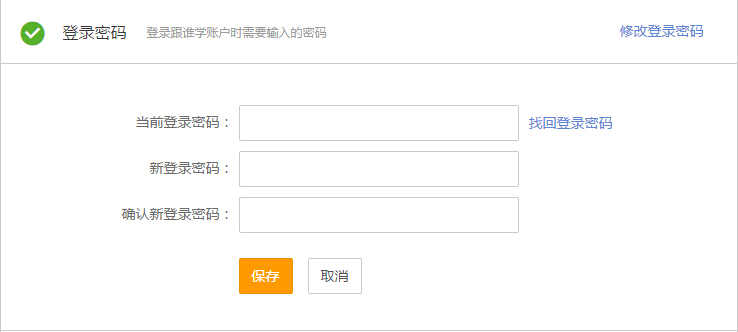 登录密码 登录跟谁学账户时需要输入的密码 修改登录密码
当前登录密码： 找回登录密码
新登录密码：
确认新登录密码：
保存 取消